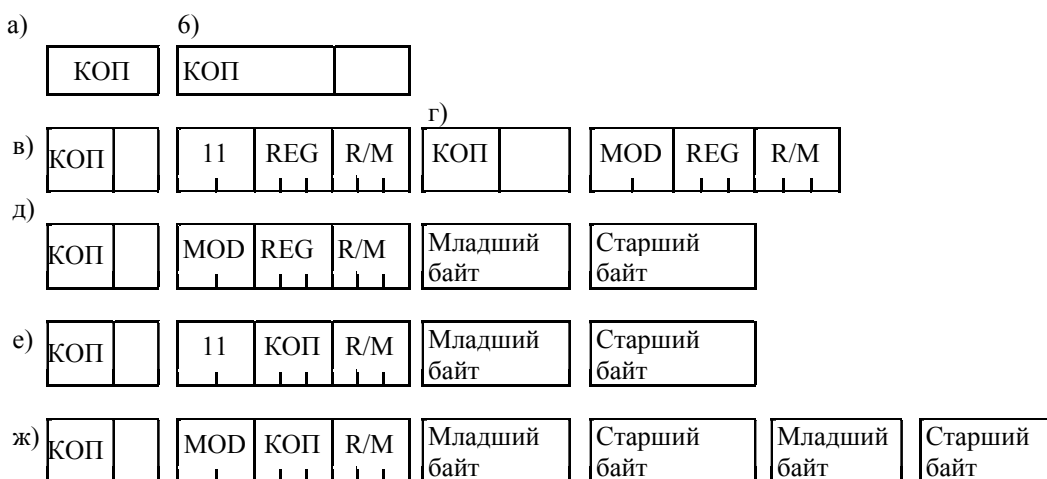 а) б)
КОП КОП
г)
в) КОП 11 REG R/M КОП MOD REG R/M
д)
КОП MOD REG R/M Младший байт Старший байт
е) КОП 11 КОП R/M Младший байт Старший байт
ж) КОП MOD КОП R/M Младший байт Старший байт Младший байт Старший байт